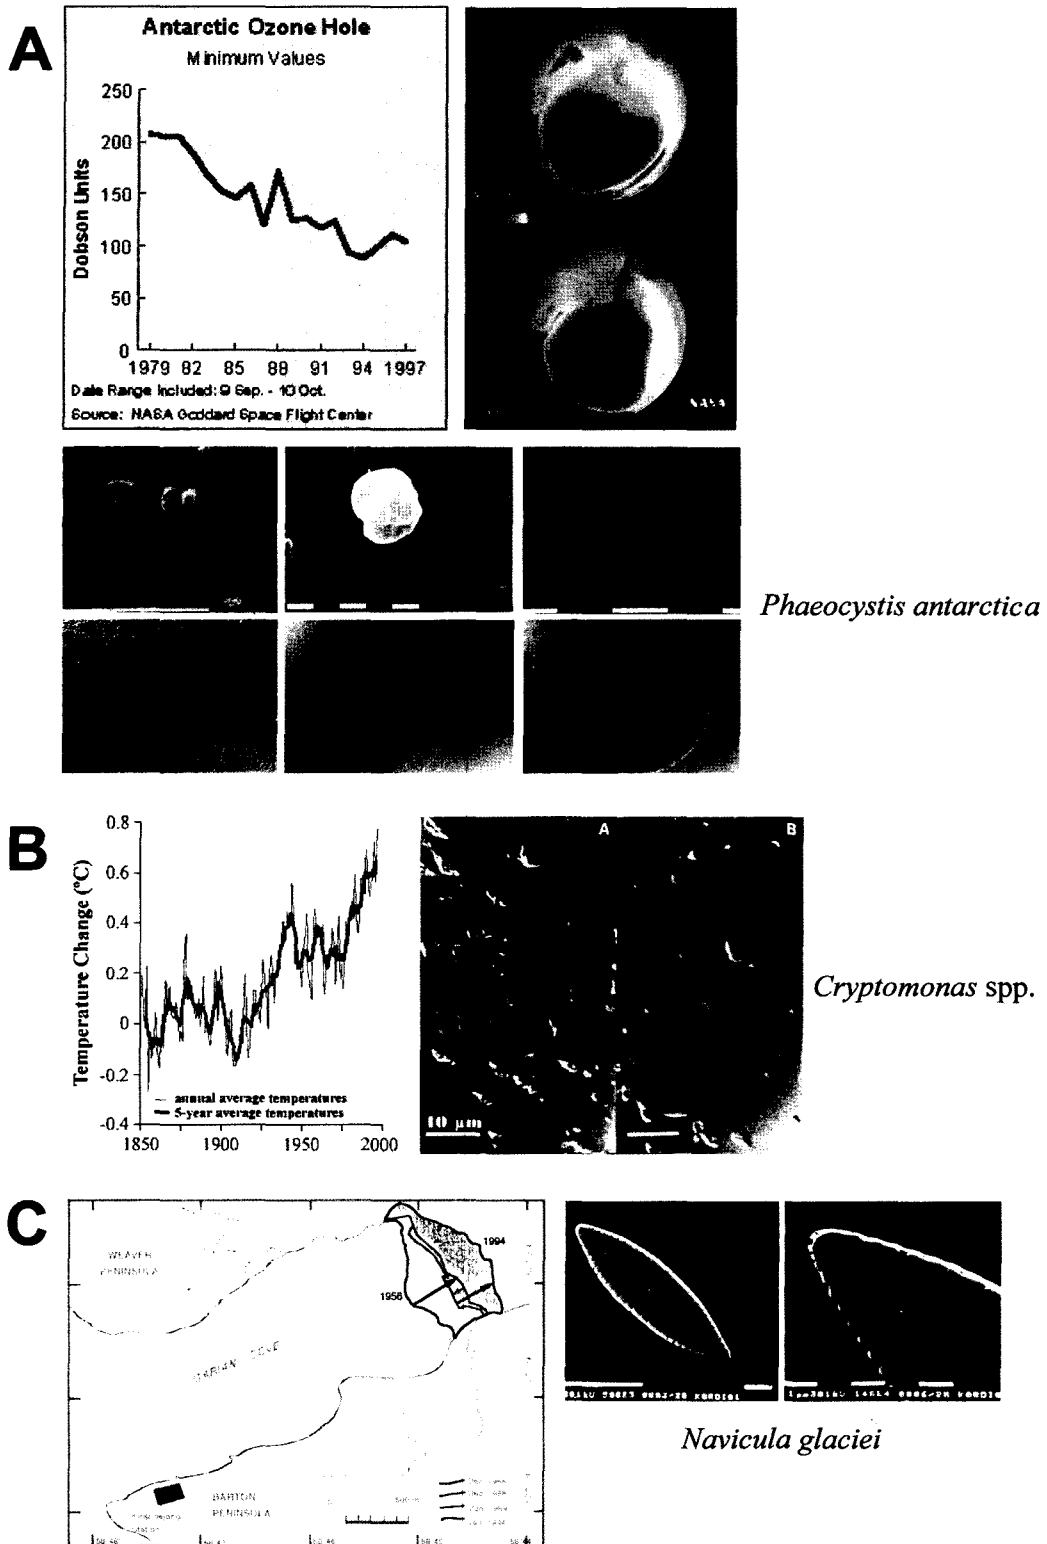 A
Antarctic Ozone Hole
Minimum Values
Dobson Units
250
200
150
100
50
0
1979 82 85 88 91 94 1997
Date Range Included: 9 Sep. - 10 Oct.
Source: NASA Goddard Space Flight Center
NASA
Phaeocystis antarctica
B
Temperature Change (°C)
0.8
0.6
0.4
0.2
0
-0.2
-0.4
annual average temperatures
5-year average temperatures
1850 1900 1950 2000
A B
10 µm
Cryptomonas spp.
C
WEAVER
PENINSULA
1994
1956
MARIAN COVE
BARTON
PENINSULA
Navicula glaciei